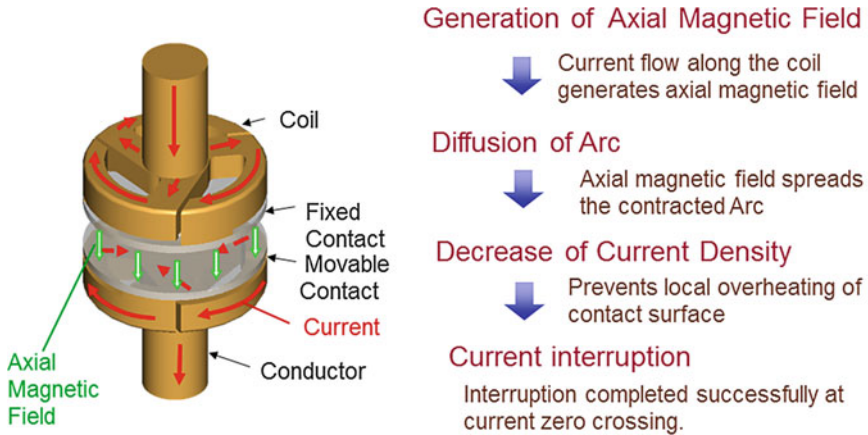 Coil
Fixed
Contact
Movable
Contact
Current
Axial
Magnetic
Field
Conductor
Generation of Axial Magnetic Field
Current flow along the coil
generates axial magnetic field
Diffusion of Arc
Axial magnetic field spreads
the contracted Arc
Decrease of Current Density
Prevents local overheating of
contact surface
Current interruption
Interruption completed successfully at
current zero crossing.